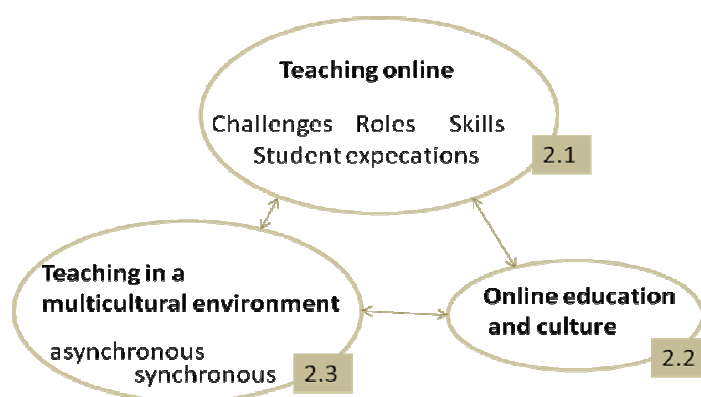 Teaching online
Challenges Roles Skills
Student expecations
2.1
Teaching in a
multicultural environment
asynchronous
synchronous
2.3
Online education
and culture
2.2